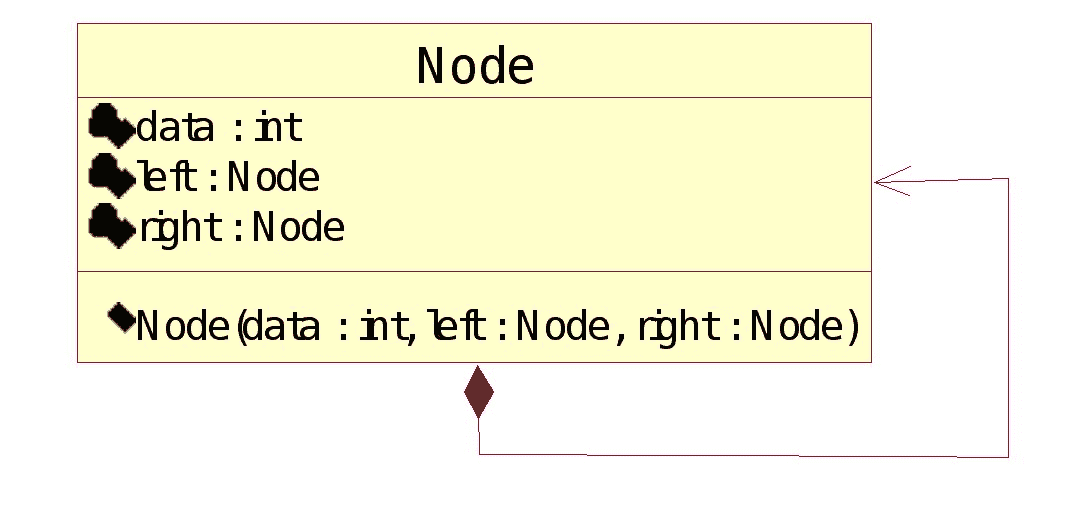 Node
data : int
left : Node
right : Node
Node(data : int, left : Node, right : Node)